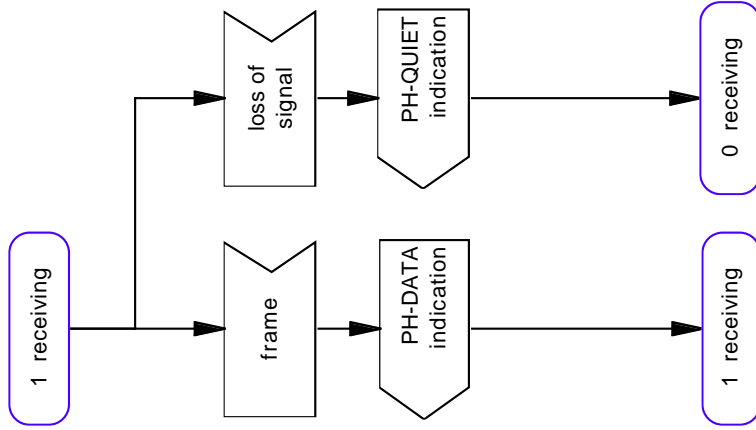 1 receiving
frame
PH-DATA
indication
1 receiving
loss of
signal
PH-QUIET
indication
0 receiving